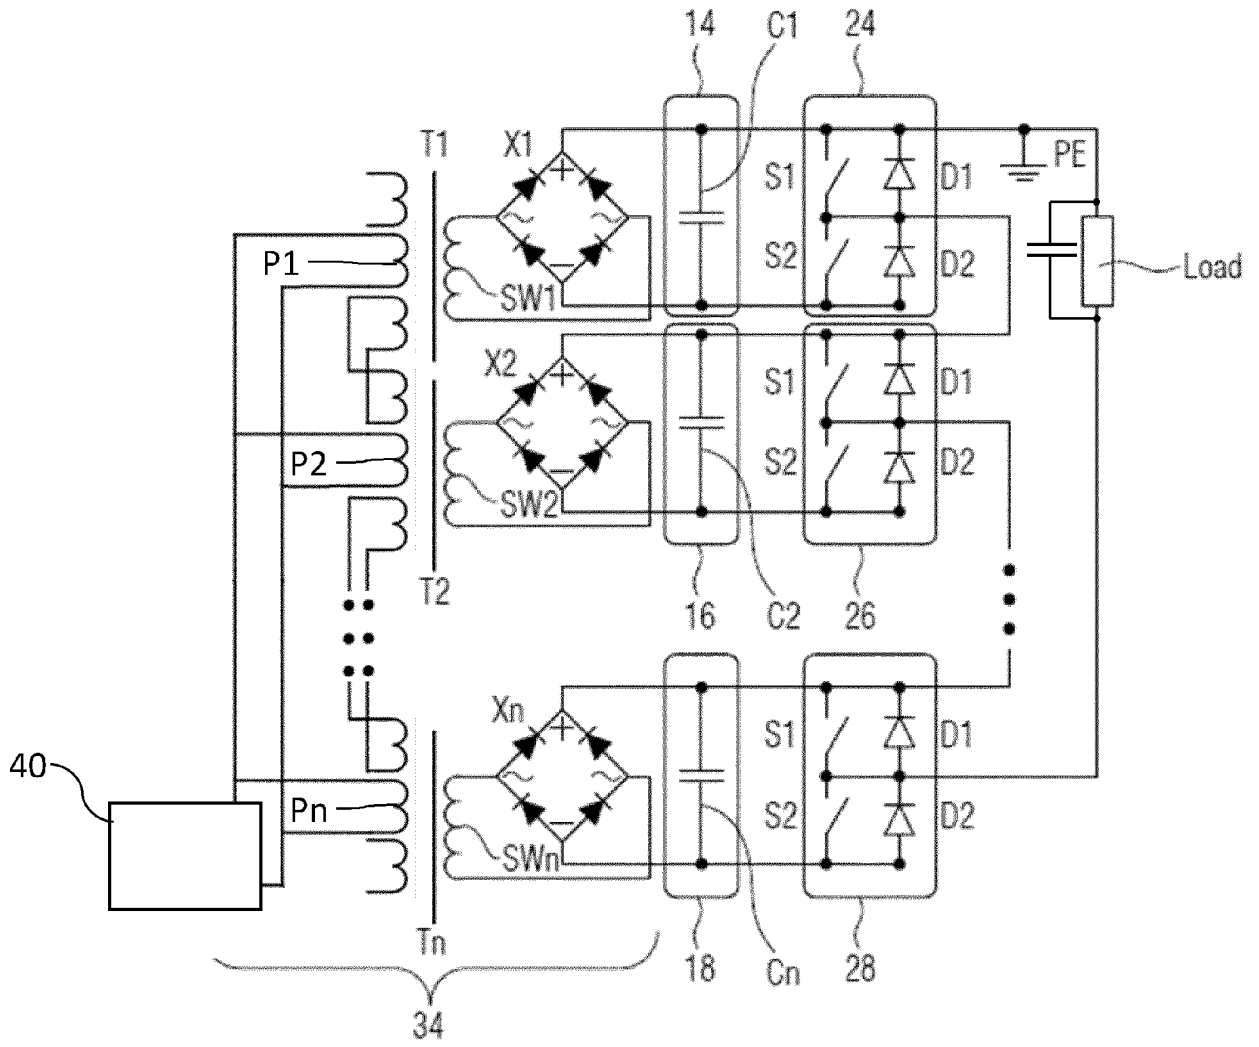 14 C1 24
T1 X1 S1 D1 PE
P1 SW1 S2 D2 Load
X2 S1 D1
P2 SW2 S2 D2
T2 16 C2 26
Xn S1 D1
40 Pn SWn S2 D2
Tn 18 Cn 28
34